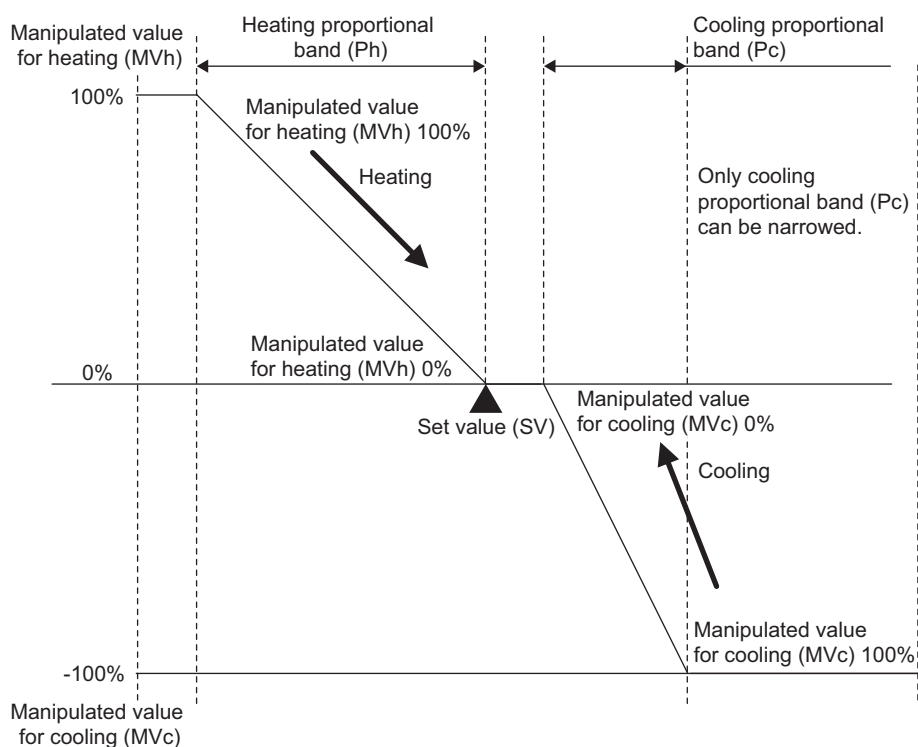 Manipulated value
for heating (MVh)
Heating proportional
band (Ph)
Cooling proportional
band (Pc)
100%
Manipulated value
for heating (MVh) 100%
Heating
Only cooling
proportional band (Pc)
can be narrowed.
Manipulated value
for heating (MVh) 0%
0%
Set value (SV)
Manipulated value
for cooling (MVc) 0%
Cooling
Manipulated value
for cooling (MVc) 100%
-100%
Manipulated value
for cooling (MVc)